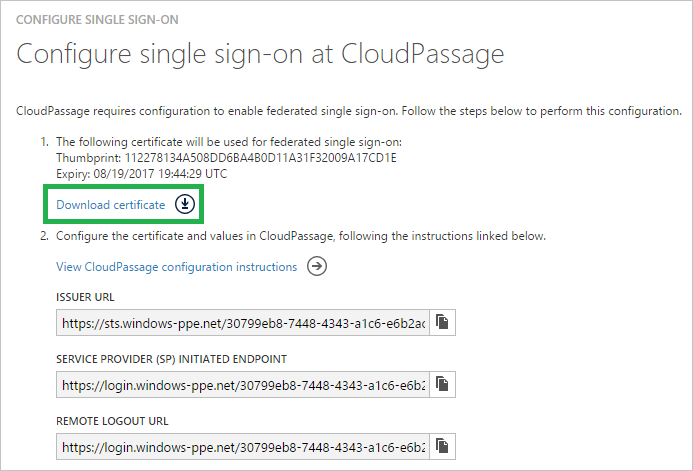 CONFIGURE SINGLE SIGN-ON
Configure single sign-on at CloudPassage
CloudPassage requires configuration to enable federated single sign-on. Follow the steps below to perform this configuration.
1. The following certificate will be used for federated single sign-on:
Thumbprint: 112278134A508DD6BA4B0D11A31F32009A17CD1E
Expiry: 08/19/2017 19:44:29 UTC
Download certificate
2. Configure the certificate and values in CloudPassage, following the instructions linked below.
View CloudPassage configuration instructions
ISSUER URL
https://sts.windows-ppe.net/30799eb8-7448-4343-a1c6-e6b2ac
SERVICE PROVIDER (SP) INITIATED ENDPOINT
https://login.windows-ppe.net/30799eb8-7448-4343-a1c6-e6b2
REMOTE LOGOUT URL
https://login.windows-ppe.net/30799eb8-7448-4343-a1c6-e6b2